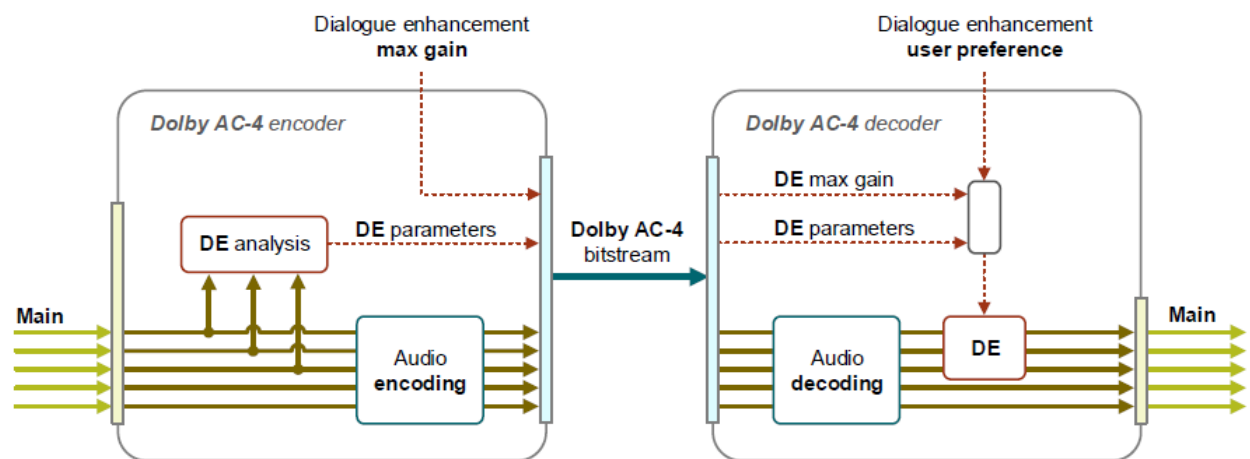 Dialogue enhancement
max gain
Dialogue enhancement
user preference
Dolby AC-4 encoder
Dolby AC-4 decoder
DE max gain
DE analysis
DE parameters
Dolby AC-4
bitstream
DE parameters
Main
Main
Audio
encoding
Audio
decoding
DE